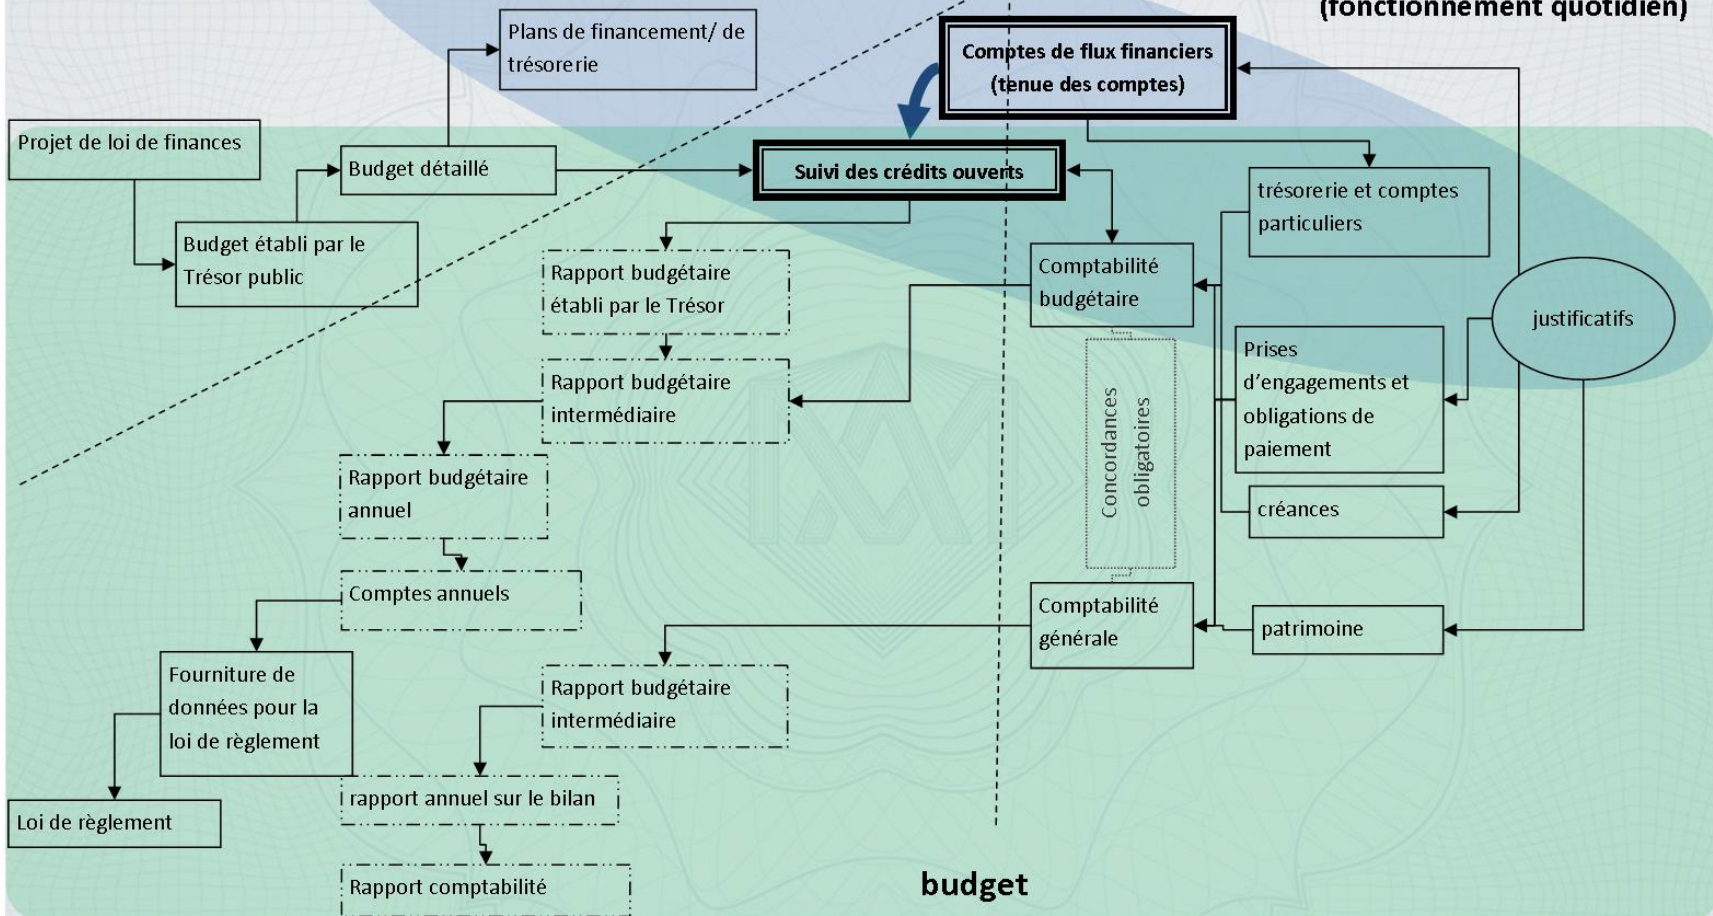 (fonctionnement quotidien)
Plans de financement/ de
trésorerie
Comptes de flux financiers
(tenue des comptes)
Projet de loi de finances
Budget détaillé
Suivi des crédits ouverts
trésorerie et comptes
particuliers
Budget établi par le
Trésor public
Rapport budgétaire
établi par le Trésor
Comptabilité
budgétaire
justificatifs
Prises
d'engagements et
obligations de
paiement
Rapport budgétaire
intermédiaire
Concordances
obligatoires
Rapport budgétaire
annuel
créances
Comptes annuels
Comptabilité
générale
patrimoine
Fourniture de
données pour la
loi de règlement
Rapport budgétaire
intermédiaire
rapport annuel sur le bilan
Loi de règlement
Rapport comptabilité
budget